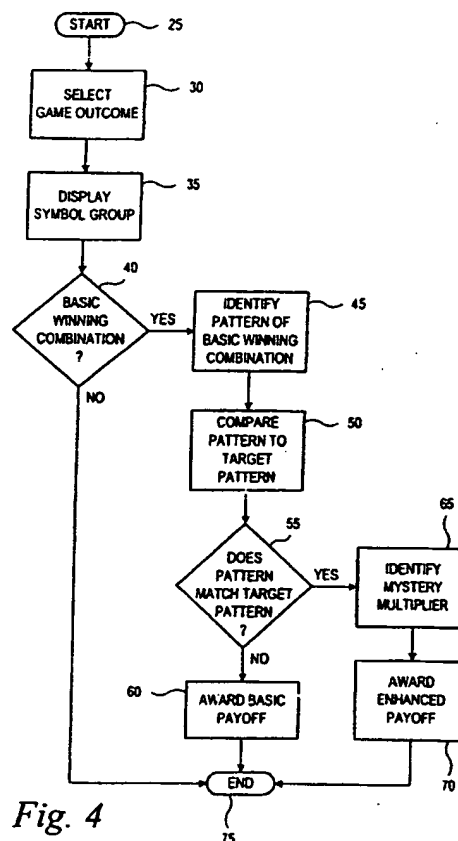 START
25
SELECT
GAME OUTCOME
30
DISPLAY
SYMBOL GROUP
35
BASIC
WINNING
COMBINATION
?
40
YES
NO
IDENTIFY
PATTERN OF
BASIC WINNING
COMBINATION
45
COMPARE
PATTERN TO
TARGET
PATTERN
50
DOES
PATTERN
MATCH TARGET
PATTERN
?
55
YES
NO
IDENTIFY
MYSTERY
MULTIPLIER
65
60
AWARD BASIC
PAYOFF
AWARD
ENHANCED
PAYOFF
70
END
75
Fig. 4